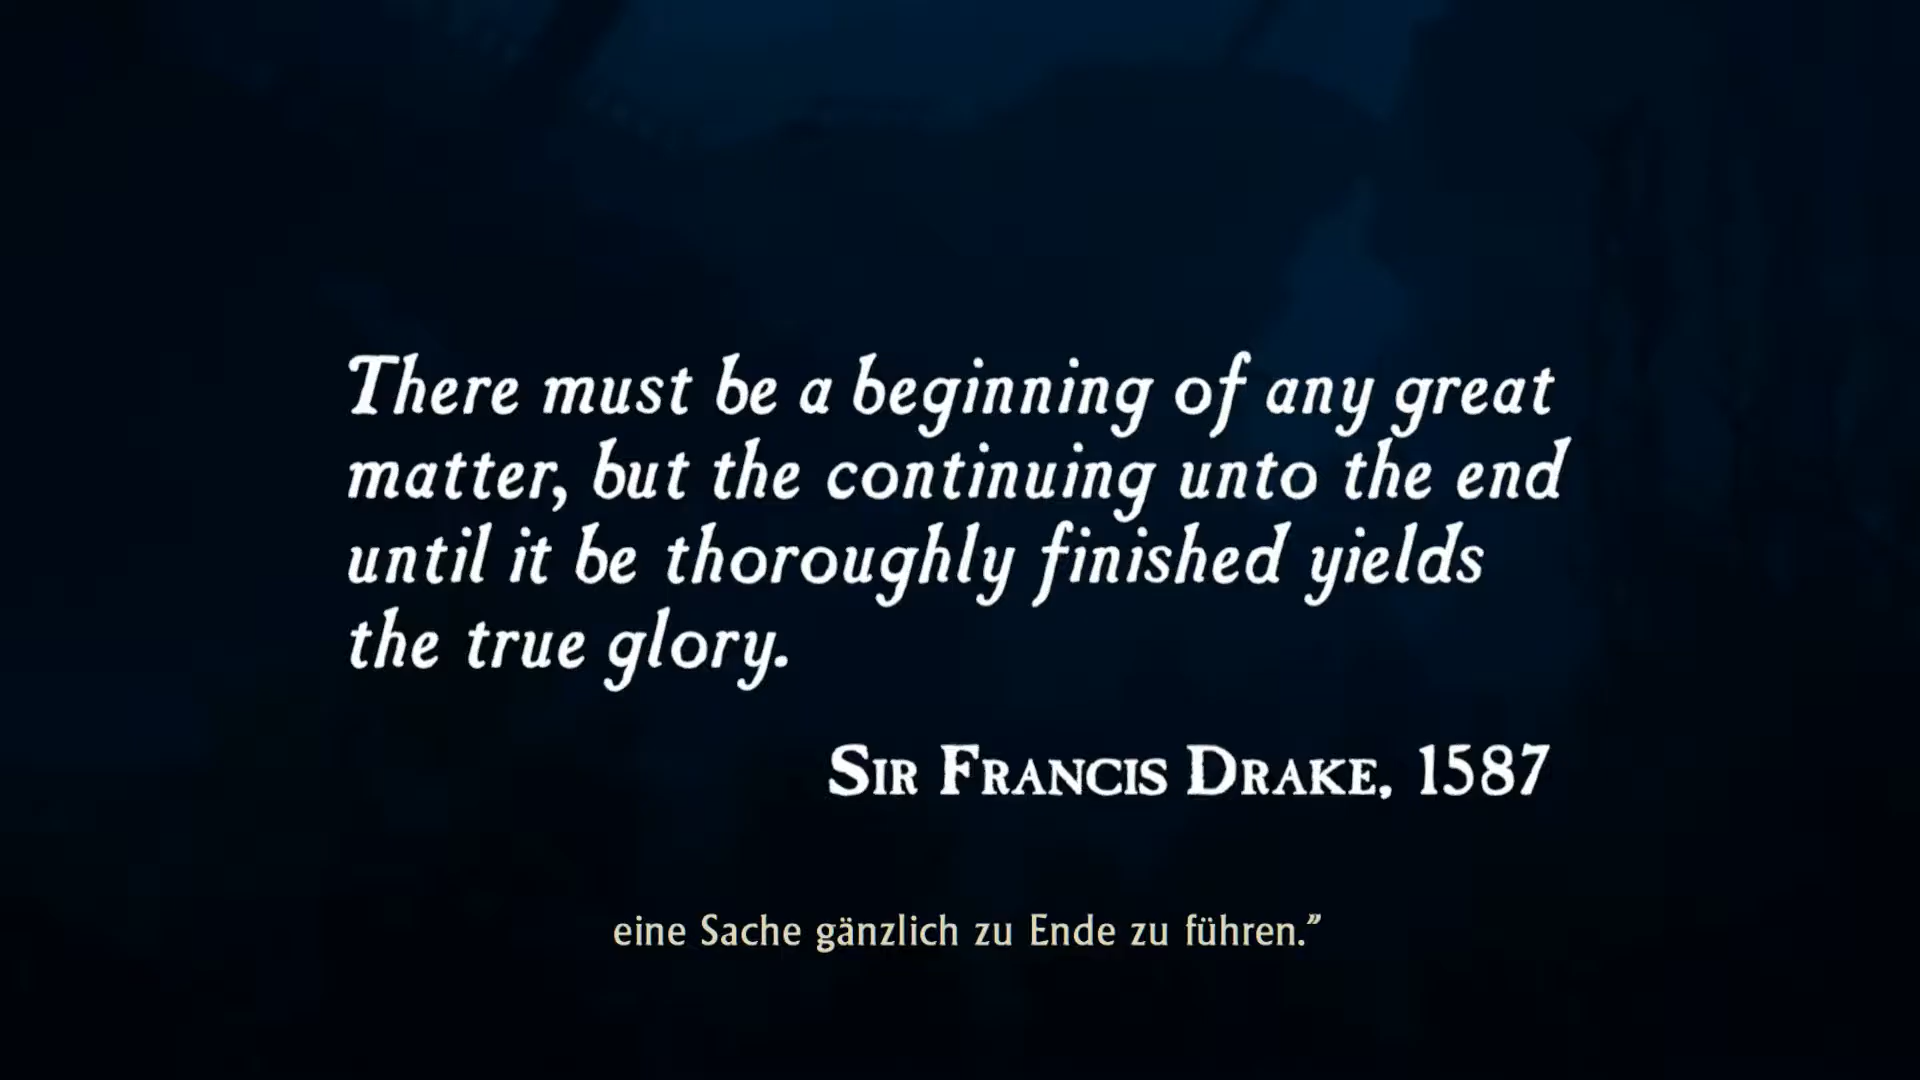 There must be a beginning of any great
matter, but the continuing unto the end
until it be thoroughly finished yields
the true glory.
SIR FRANCIS DRAKE, 1587
eine Sache gänzlich zu Ende zu führen.”